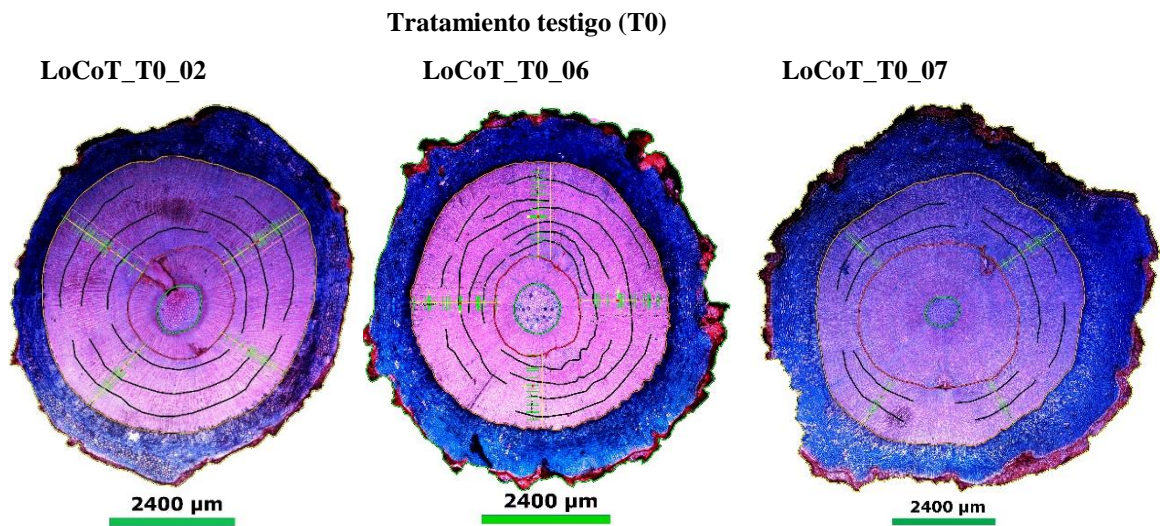 Tratamiento testigo (T0)
LoCoT_T0_02 LoCoT_T0_06 LoCoT_T0_07
2400 µm 2400 µm 2400 µm